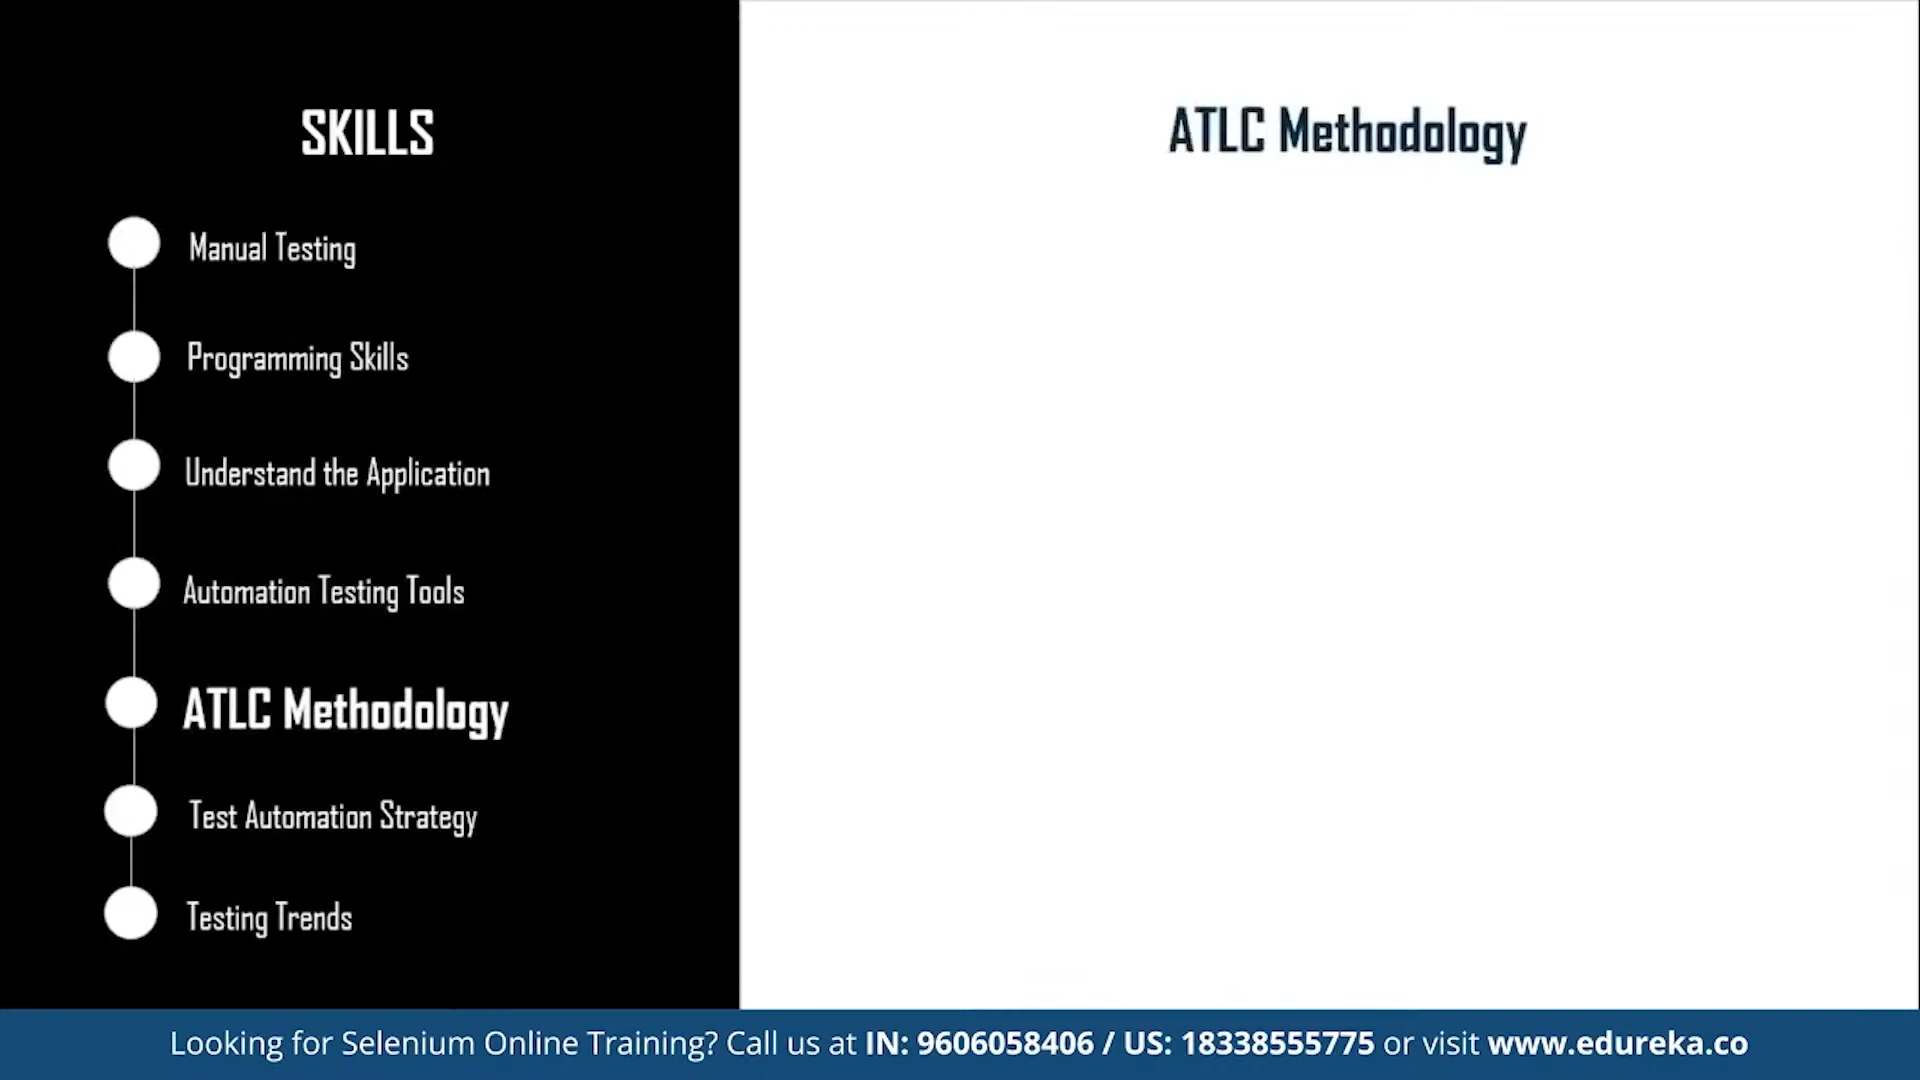 SKILLS
Manual Testing
Programming Skills
Understand the Application
Automation Testing Tools
ATLC Methodology
Test Automation Strategy
Testing Trends
ATLC Methodology
Looking for Selenium Online Training? Call us at IN: 9606058406 / US: 18338555775 or visit www.edureka.co